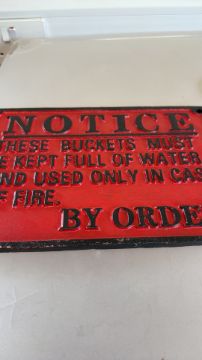 NOTICE
THESE BUCKETS MUST
E KEPT FULL OF WATER
ND USED ONLY IN CAS
F FIRE.
BY ORDE